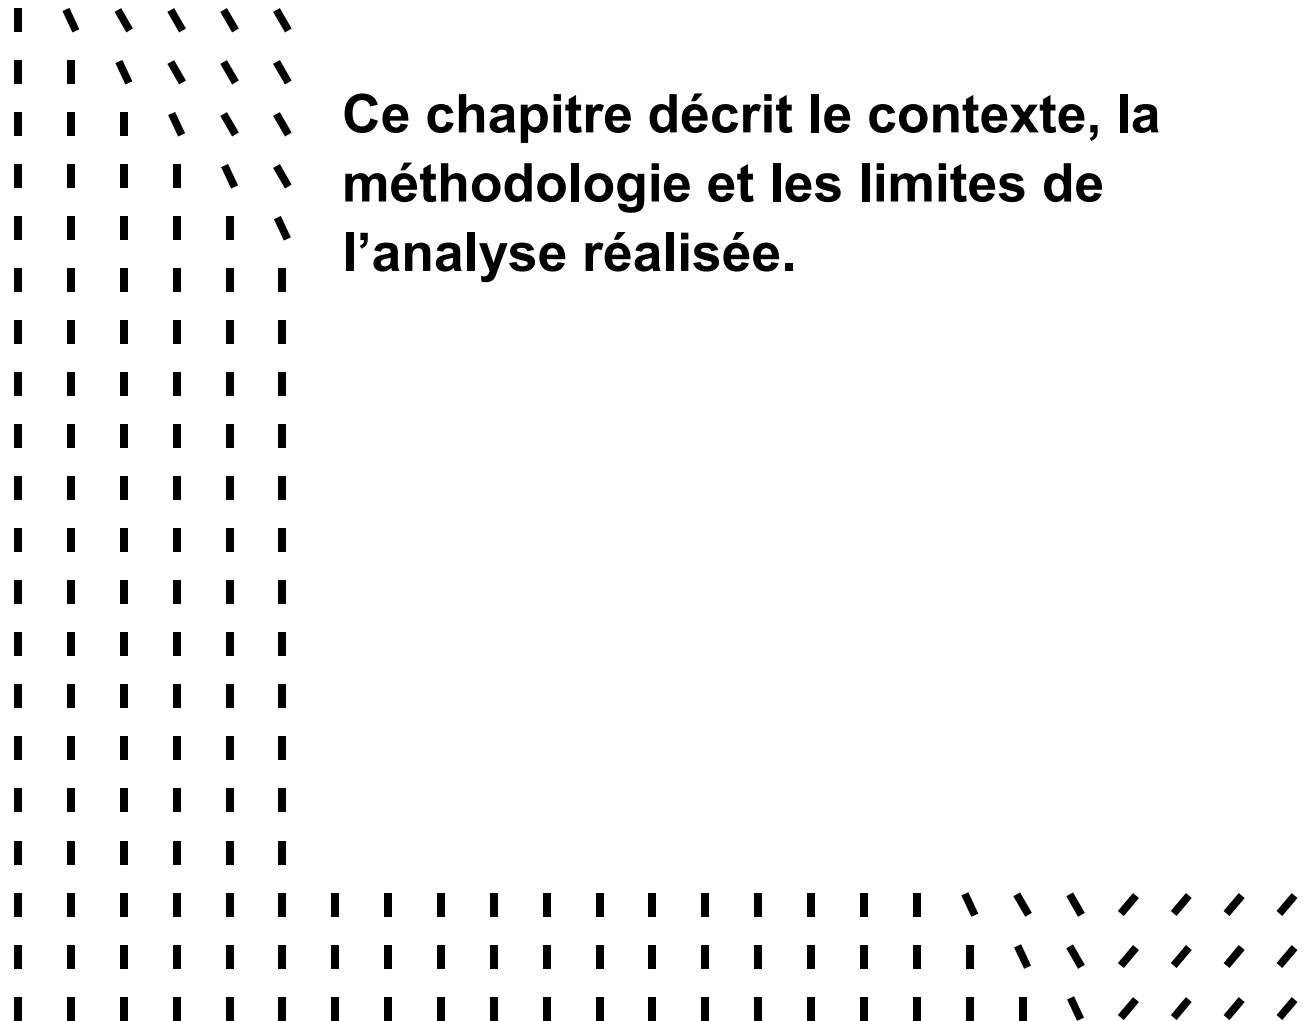 Ce chapitre décrit le contexte, la
méthodologie et les limites de
l’analyse réalisée.